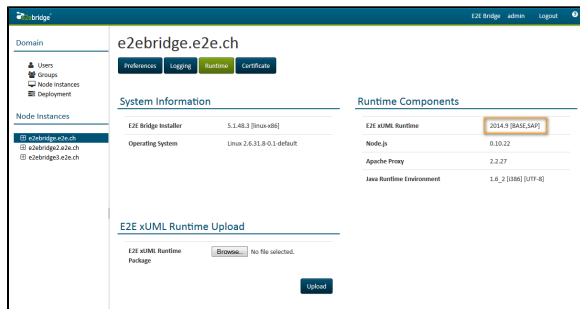 e2ebridge
E2E Bridge admin Logout ?
Domain
Users
Groups
Node Instances
Deployment
Node Instances
e2ebridge.e2e.ch
e2ebridge2.e2e.ch
e2ebridge3.e2e.ch
e2ebridge.e2e.ch
Preferences Logging Runtime Certificate
System Information
E2E Bridge Installer 5.1.48.3 [linux-x86]
Operating System Linux 2.6.31.8-0.1-default
Runtime Components
E2E xUML Runtime 2014.9 [BASE,SAP]
Node.js 0.10.22
Apache Proxy 2.2.27
Java Runtime Environment 1.6_2 [i386] [UTF-8]
E2E xUML Runtime Upload
E2E xUML Runtime
Package
Browse... No file selected.
Upload